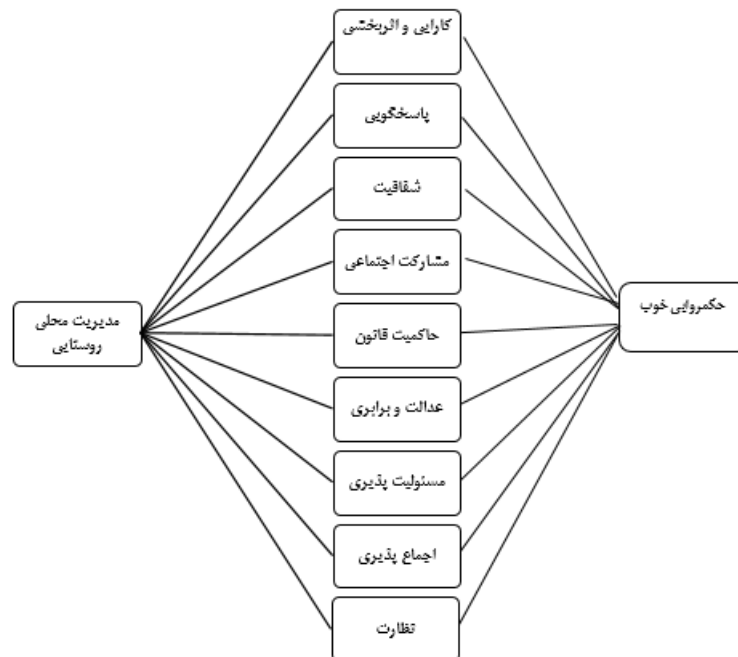 کارایی و اثربخشی
پاسخگویی
شفافیت
مشارکت اجتماعی
حکمروایی خوب
مدیریت محلی
روستایی
حاکمیت قانون
عدالت و برابری
مسئولیت پذیری
اجماع پذیری
نظارت